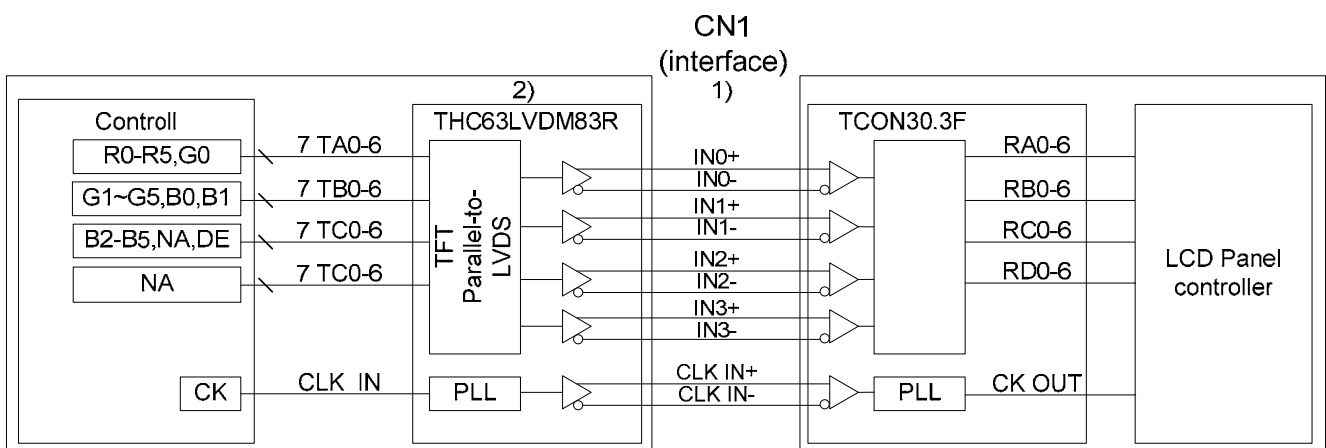 CN1
(interface)
1)
2)
Controll
THC63LVDM83R
TCON30.3F
R0-R5,G0
7 TA0-6
G1~G5,B0,B1
7 TB0-6
B2-B5,NA,DE
7 TC0-6
NA
7 TC0-6
TFT
Parallel-to-
LVDS
IN0+
IN0-
IN1+
IN1-
IN2+
IN2-
IN3+
IN3-
RA0-6
RB0-6
RC0-6
RD0-6
LCD Panel
controller
CK
CLK IN
PLL
CLK IN+
CLK IN-
PLL
CK OUT